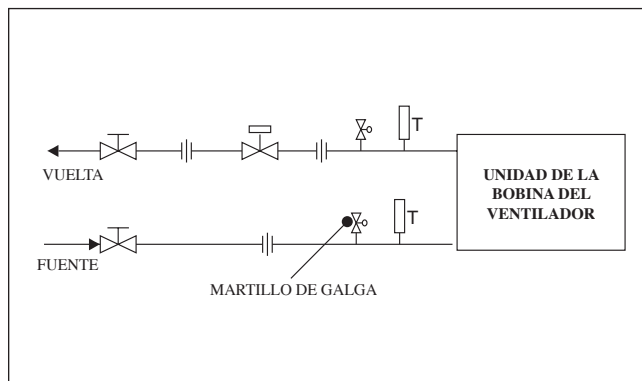 T
VUELTA
UNIDAD DE LA
BOBINA DEL
VENTILADOR
T
FUENTE
MARTILLO DE GALGA